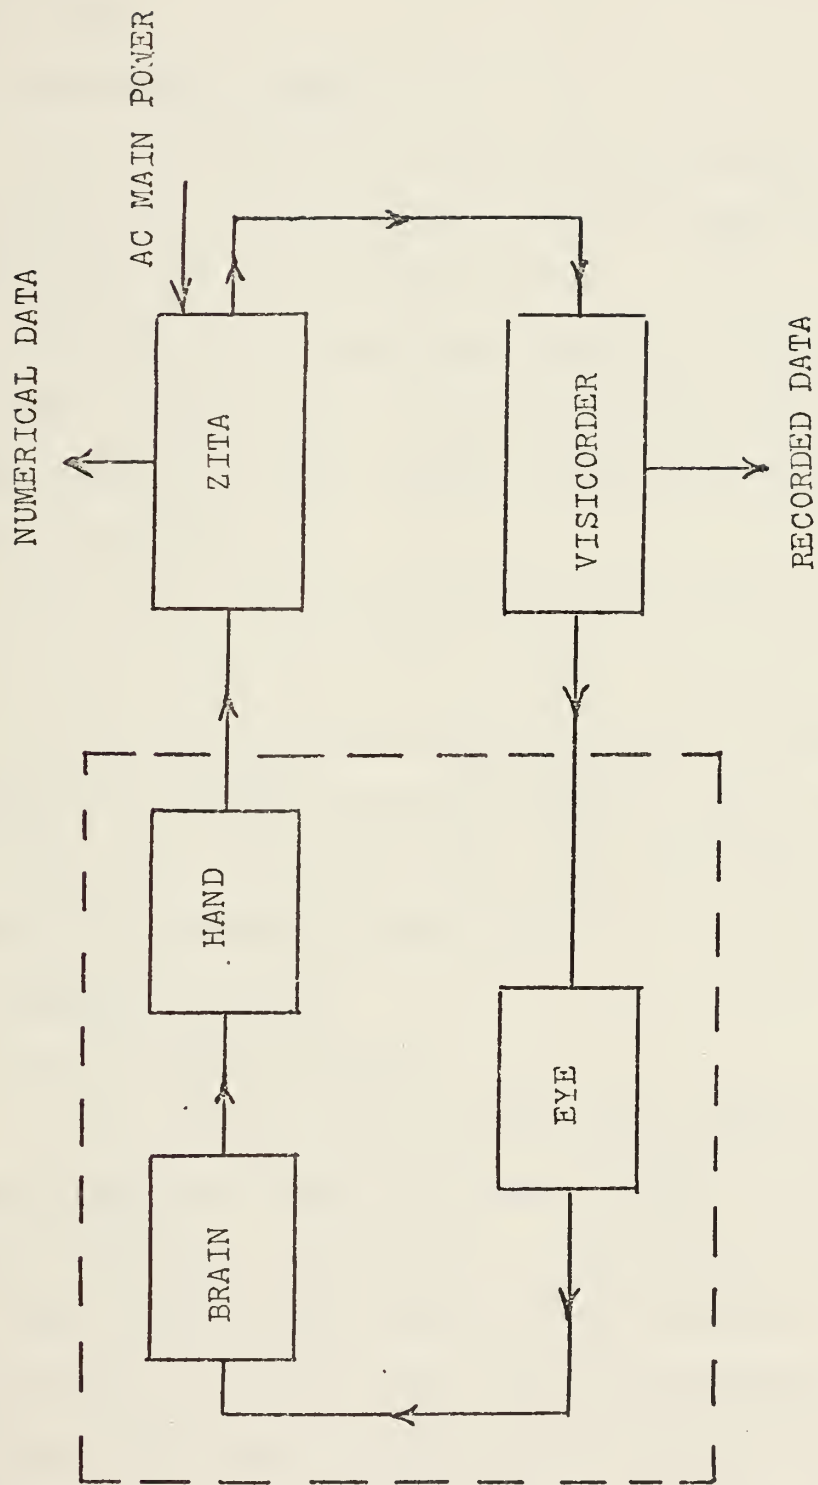 NUMERICAL DATA
AC MAIN POWER
BRAIN
HAND
ZITA
EYE
VISICORDER
RECORDED DATA